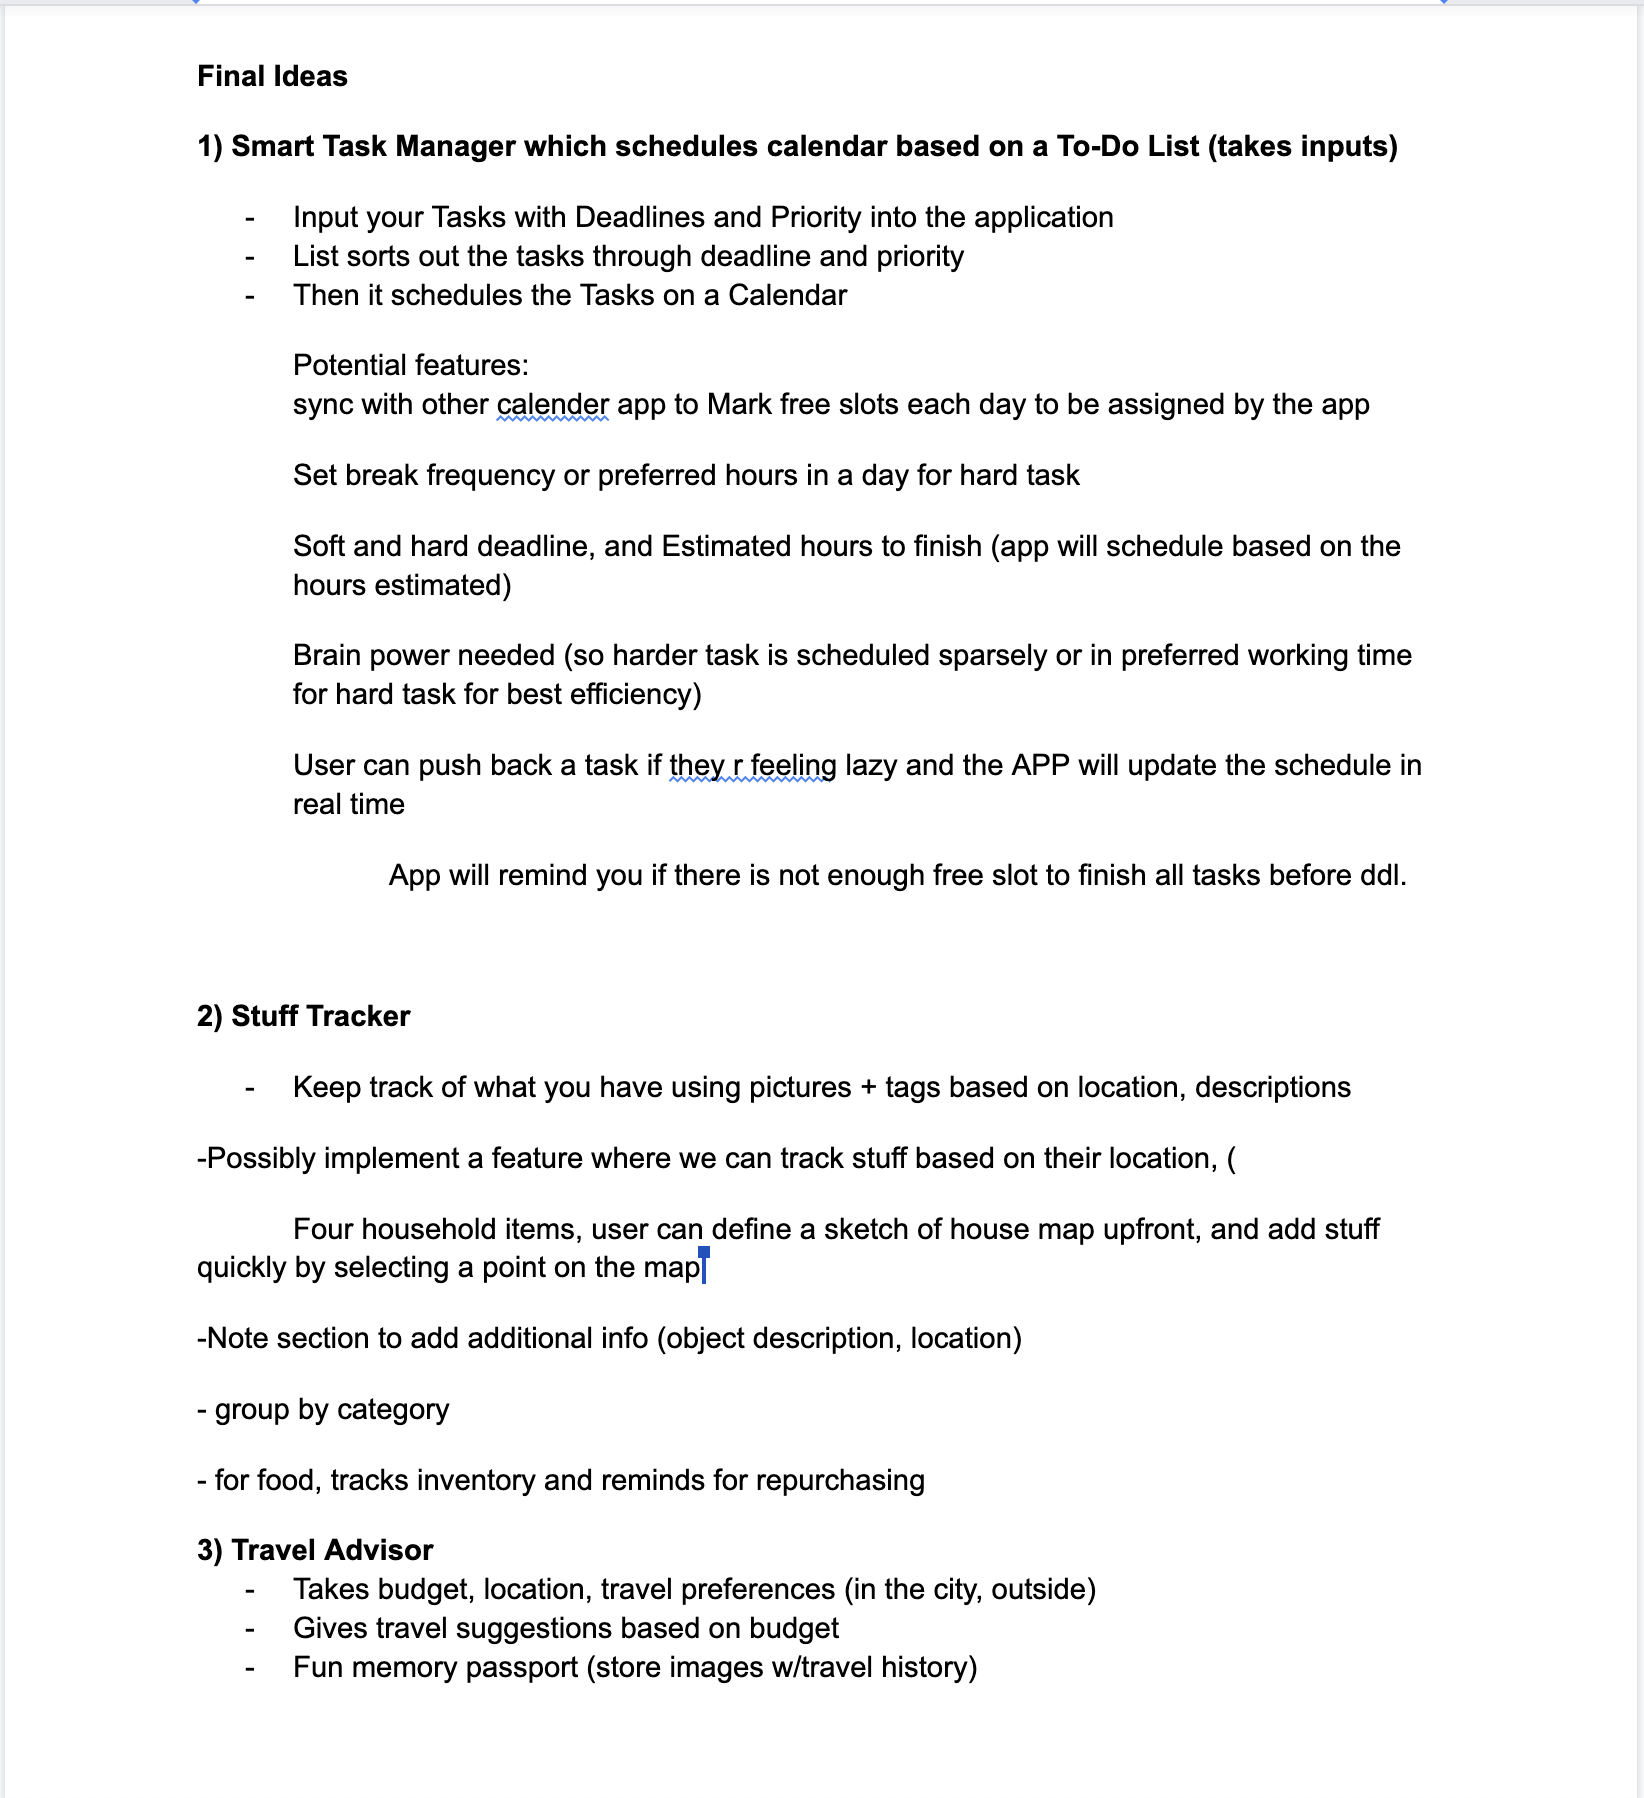 Final Ideas
1) Smart Task Manager which schedules calendar based on a To-Do List (takes inputs)
- Input your Tasks with Deadlines and Priority into the application
- List sorts out the tasks through deadline and priority
- Then it schedules the Tasks on a Calendar
Potential features:
sync with other calender app to Mark free slots each day to be assigned by the app
Set break frequency or preferred hours in a day for hard task
Soft and hard deadline, and Estimated hours to finish (app will schedule based on the
hours estimated)
Brain power needed (so harder task is scheduled sparsely or in preferred working time
for hard task for best efficiency)
User can push back a task if they r feeling lazy and the APP will update the schedule in
real time
App will remind you if there is not enough free slot to finish all tasks before ddl.
2) Stuff Tracker
- Keep track of what you have using pictures + tags based on location, descriptions
-Possibly implement a feature where we can track stuff based on their location, (
Four household items, user can define a sketch of house map upfront, and add stuff
quickly by selecting a point on the map
-Note section to add additional info (object description, location)
- group by category
- for food, tracks inventory and reminds for repurchasing
3) Travel Advisor
- Takes budget, location, travel preferences (in the city, outside)
- Gives travel suggestions based on budget
- Fun memory passport (store images w/travel history)